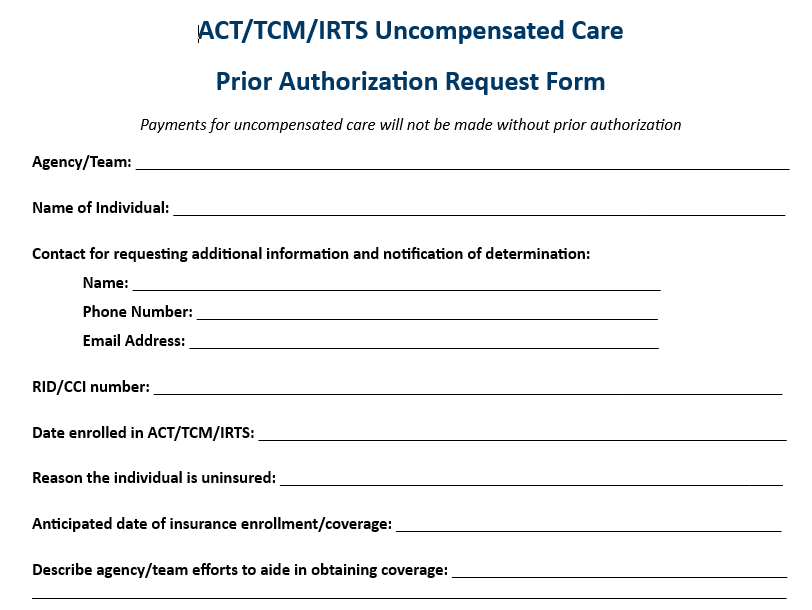 ACT/TCM/IRTS Uncompensated Care
Prior Authorization Request Form
Payments for uncompensated care will not be made without prior authorization
Agency/Team:
Name of Individual:
Contact for requesting additional information and notification of determination:
Name:
Phone Number:
Email Address:
RID/CCI number:
Date enrolled in ACT/TCM/IRTS:
Reason the individual is uninsured:
Anticipated date of insurance enrollment/coverage:
Describe agency/team efforts to aide in obtaining coverage: